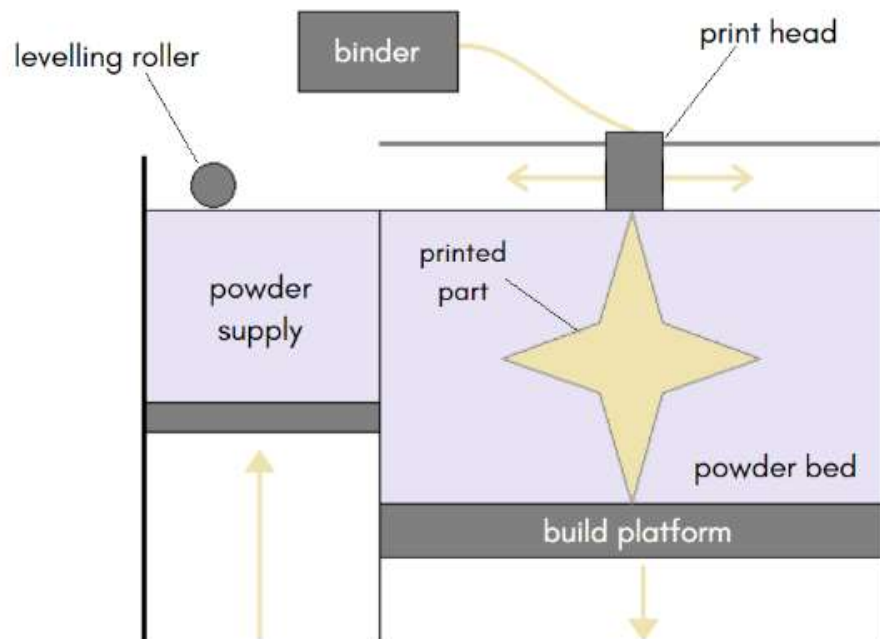 levelling roller
binder
print head
powder
supply
printed
part
powder bed
build platform